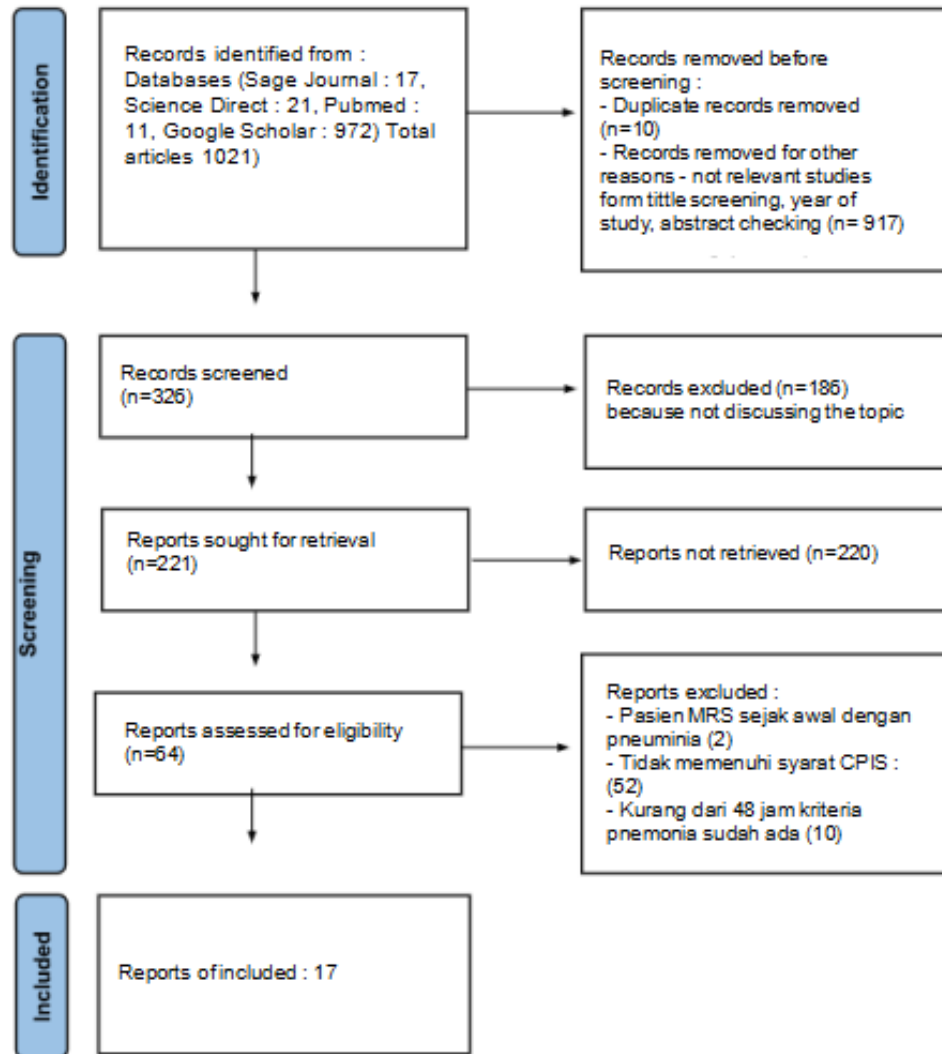 Identification
Records identified from :
Databases (Sage Journal : 17,
Science Direct : 21, Pubmed :
11, Google Scholar : 972) Total
articles 1021)
Records removed before
screening :
- Duplicate records removed
(n=10)
- Records removed for other
reasons - not relevant studies
form tittle screening, year of
study, abstract checking (n= 917)
Screening
Records screened
(n=326)
Records excluded (n=186)
because not discussing the topic
Reports sought for retrieval
(n=221)
Reports not retrieved (n=220)
Reports assessed for eligibility
(n=64)
Reports excluded :
- Pasien MRS sejak awal dengan
pneuminia (2)
- Tidak memenuhi syarat CPIS :
(52)
- Kurang dari 48 jam kriteria
pnemonia sudah ada (10)
Included
Reports of included : 17